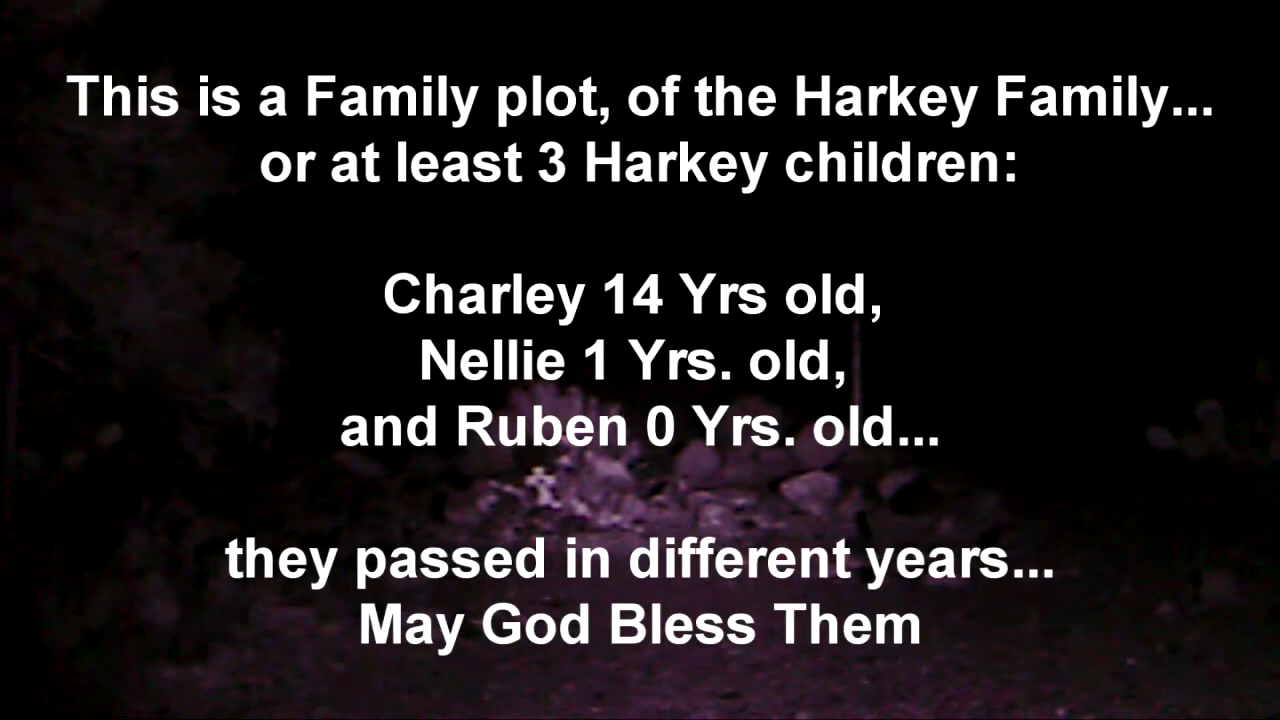 This is a Family plot, of the Harkey Family...
or at least 3 Harkey children:
Charley 14 Yrs old,
Nellie 1 Yrs. old,
and Ruben 0 Yrs. old...
they passed in different years...
May God Bless Them